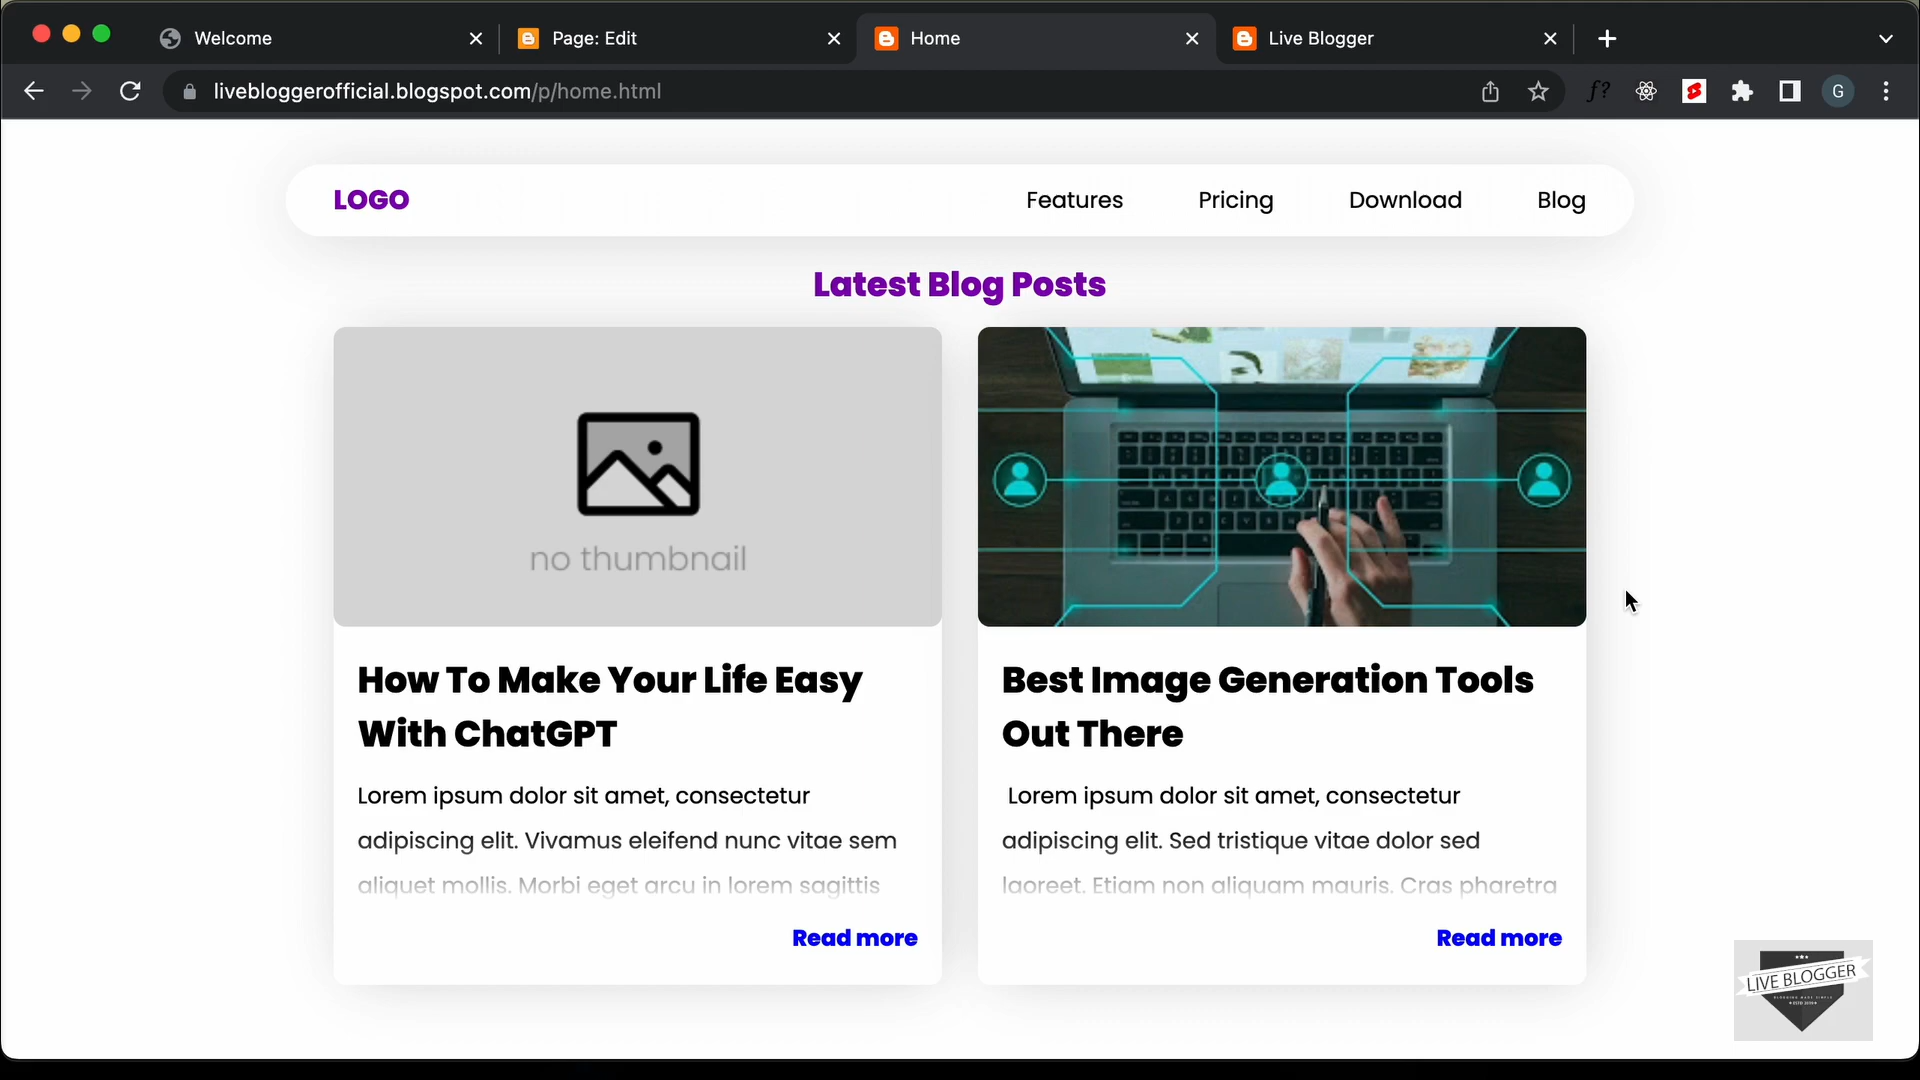 Welcome
Page: Edit
Home
Live Blogger
livebloggerofficial.blogspot.com/p/home.html
f?
G
LOGO
Features
Pricing
Download
Blog
Latest Blog Posts
no thumbnail
How To Make Your Life Easy
With ChatGPT
Lorem ipsum dolor sit amet, consectetur
adipiscing elit. Vivamus eleifend nunc vitae sem
aliquet mollis. Morbi eget arcu in lorem sagittis
Read more
Best Image Generation Tools
Out There
Lorem ipsum dolor sit amet, consectetur
adipiscing elit. Sed tristique vitae dolor sed
laoreet. Etiam non aliquam mauris. Cras pharetra
Read more
LIVE BLOGGER